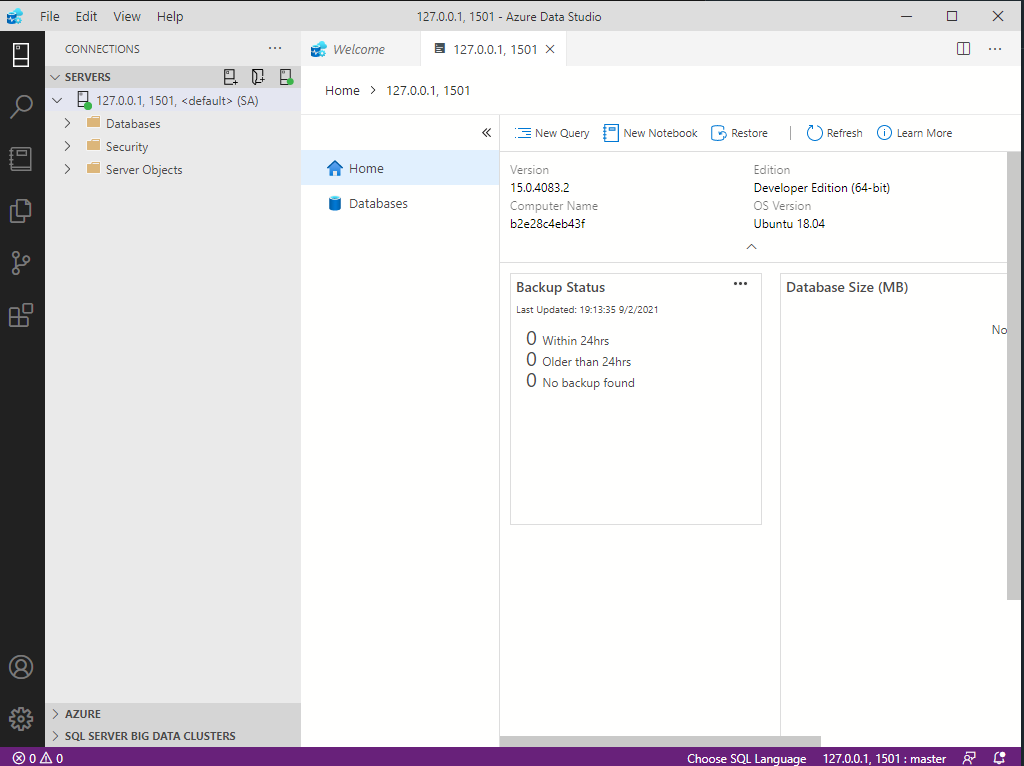 File Edit View Help
127.0.0.1, 1501 - Azure Data Studio
CONNECTIONS
SERVERS
127.0.0.1, 1501, <default> (SA)
Databases
Security
Server Objects
AZURE
SQL SERVER BIG DATA CLUSTERS
Welcome
127.0.0.1, 1501
Home > 127.0.0.1, 1501
Home
Databases
New Query New Notebook Restore | Refresh Learn More
Version
15.0.4083.2
Computer Name
b2e28c4eb43f
Edition
Developer Edition (64-bit)
OS Version
Ubuntu 18.04
Backup Status
Last Updated: 19:13:35 9/2/2021
0 Within 24hrs
0 Older than 24hrs
0 No backup found
Database Size (MB)
No
0 0
Choose SQL Language 127.0.0.1, 1501 : master